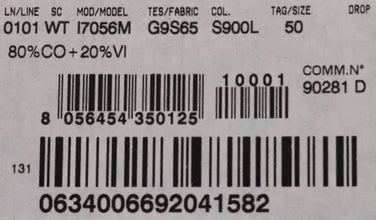 LN/LINE SC MOD/MODEL TES/FABRIC COL. TAG/SIZE DROP
0101 WT I7056M G9S65 S900L 50
80%CO+20%VI
10001
COMM.N°
90281 D
8 056454 350125
131
0634006692041582